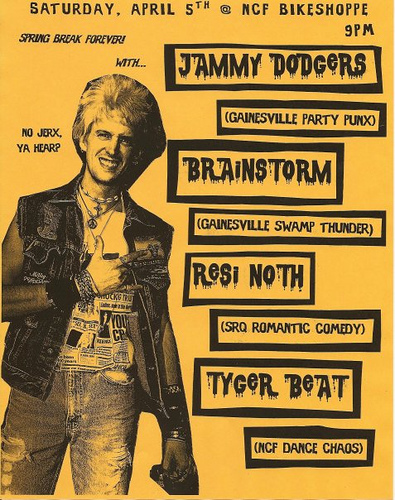 SATURDAY, APRIL 5TH @ NCF BIKESHOPPE
9PM
SPRING BREAK FOREVER!
WITH...
JAMMY DODGERS
(GAINESVILLE PARTY PUNX)
NO JERX,
YA HEAR?
BRAINSTORM
(GAINESVILLE SWAMP THUNDER)
RESI NOTH
(SRQ ROMANTIC COMEDY)
TYGER BEAT
(NCF DANCE CHAOS)